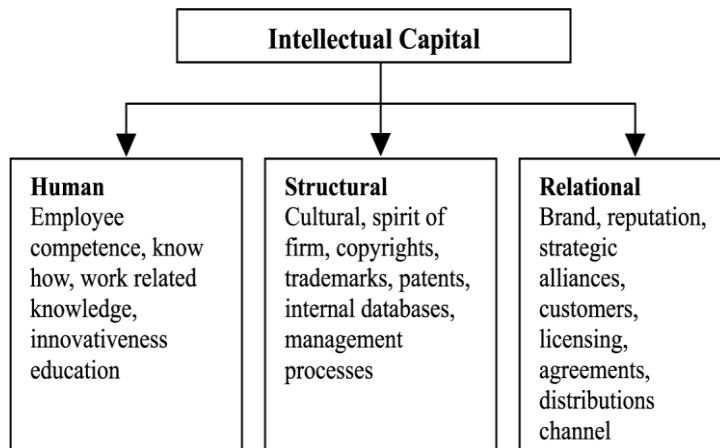 Intellectual Capital
Human
Employee
competence, know
how, work related
knowledge,
innovativeness
education
Structural
Cultural, spirit of
firm, copyrights,
trademarks, patents,
internal databases,
management
processes
Relational
Brand, reputation,
strategic
alliances,
customers,
licensing,
agreements,
distributions
channel